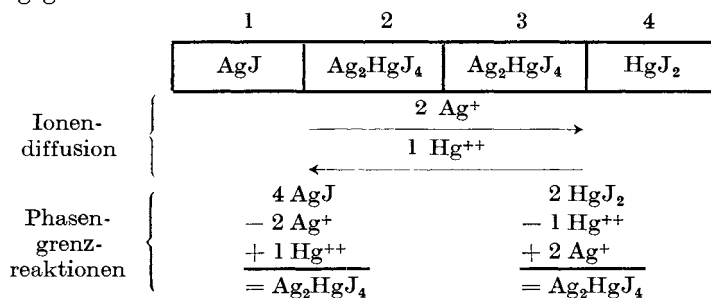 1 2 3 4
AgJ Ag₂HgJ₄ Ag₂HgJ₄ HgJ₂
Ionen-
diffusion
2 Ag⁺
1 Hg⁺⁺
Phasen-
grenz-
reaktionen
4 AgJ
− 2 Ag⁺
+ 1 Hg⁺⁺
= Ag₂HgJ₄
2 HgJ₂
− 1 Hg⁺⁺
+ 2 Ag⁺
= Ag₂HgJ₄